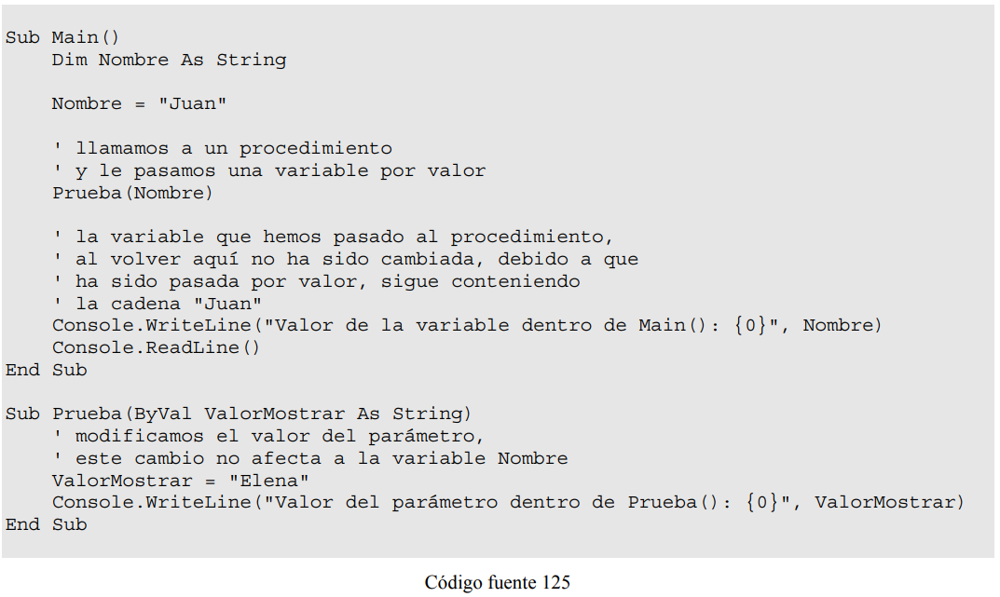 Sub Main()
    Dim Nombre As String
    Nombre = "Juan"
    ' llamamos a un procedimiento
    ' y le pasamos una variable por valor
    Prueba(Nombre)
    ' la variable que hemos pasado al procedimiento,
    ' al volver aquí no ha sido cambiada, debido a que
    ' ha sido pasada por valor, sigue conteniendo
    ' la cadena "Juan"
    Console.WriteLine("Valor de la variable dentro de Main(): {0}", Nombre)
    Console.ReadLine()
End Sub
Sub Prueba(ByVal ValorMostrar As String)
    ' modificamos el valor del parámetro,
    ' este cambio no afecta a la variable Nombre
    ValorMostrar = "Elena"
    Console.WriteLine("Valor del parámetro dentro de Prueba(): {0}", ValorMostrar)
End Sub
Código fuente 125